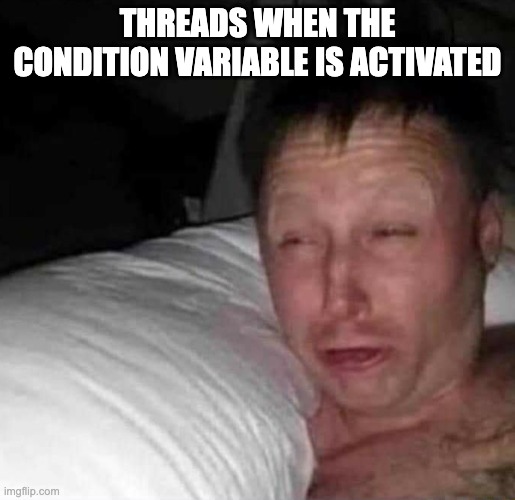 THREADS WHEN THE
CONDITION VARIABLE IS ACTIVATED
imgflip.com